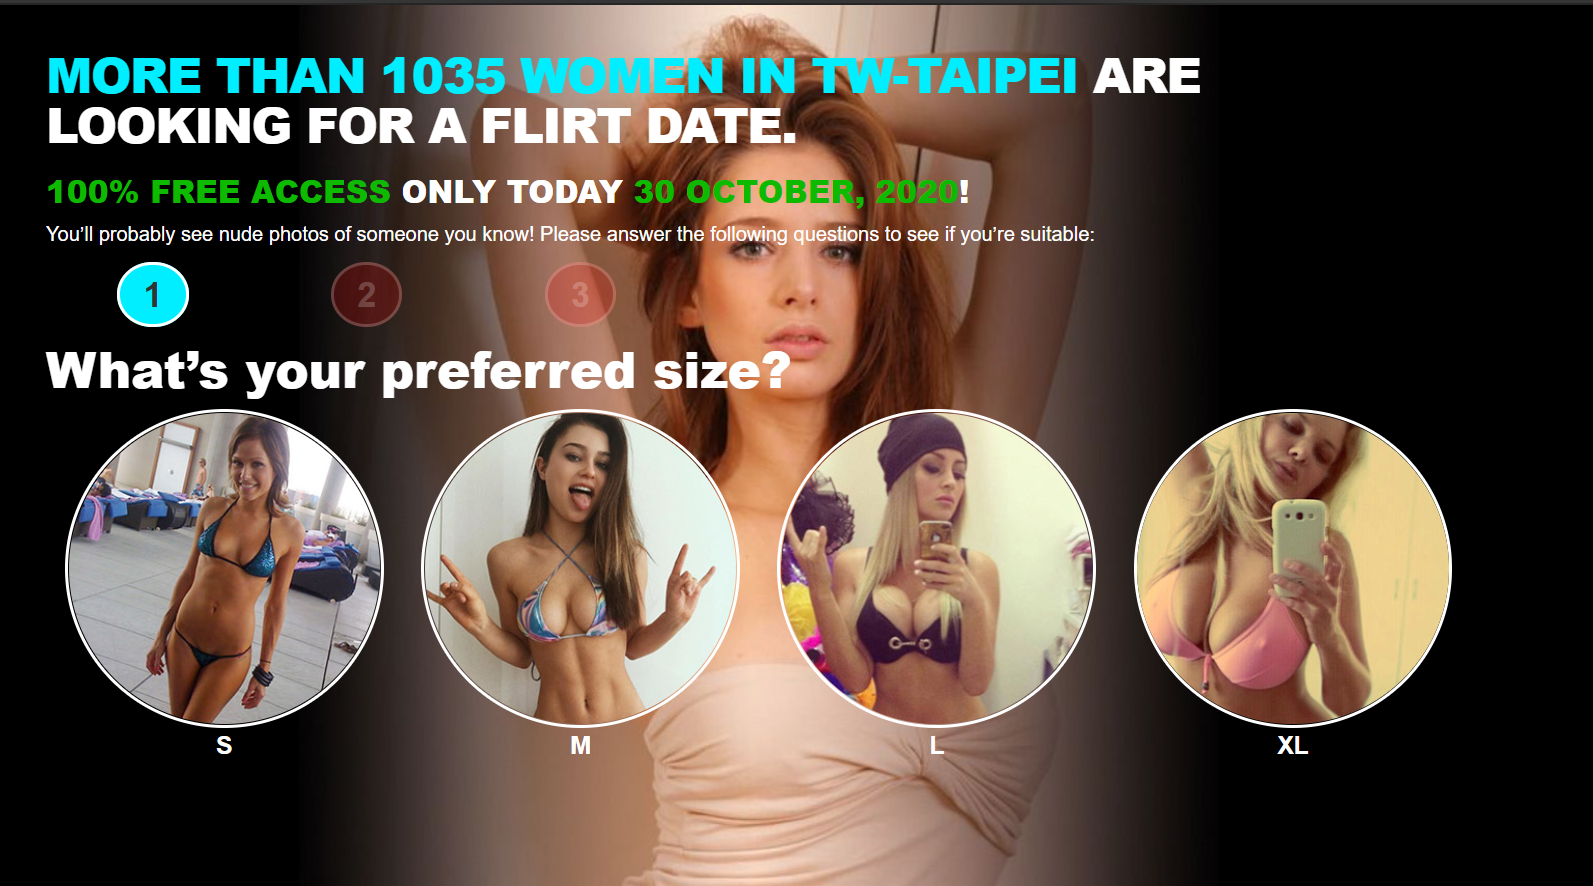 MORE THAN 1035 WOMEN IN TW-TAIPEI ARE
LOOKING FOR A FLIRT DATE.
100% FREE ACCESS ONLY TODAY 30 OCTOBER, 2020!
You’ll probably see nude photos of someone you know! Please answer the following questions to see if you’re suitable:
1 2 3
What’s your preferred size?
S M L XL